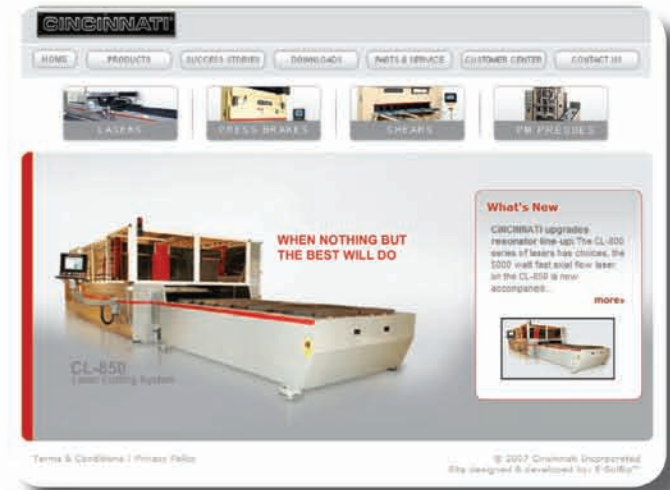 CINCINNATI
HOME PRODUCTS SUCCESS STORIES DOWNLOADS PARTS & SERVICE CUSTOMER CENTER CONTACT US
LASERS PRESS BRAKES SHEARS PM PRESSES
WHEN NOTHING BUT
THE BEST WILL DO
CL-850
Laser Cutting System
What's New
CINCINNATI upgrades
resonator line-up: The CL-800
series of lasers has choices, the
5000 watt fast axial flow laser
on the CL-850 is now
more»
Terms & Conditions | Privacy Policy
© 2007 Cincinnati Incorporated
Site designed & developed by: E-SolBiz™